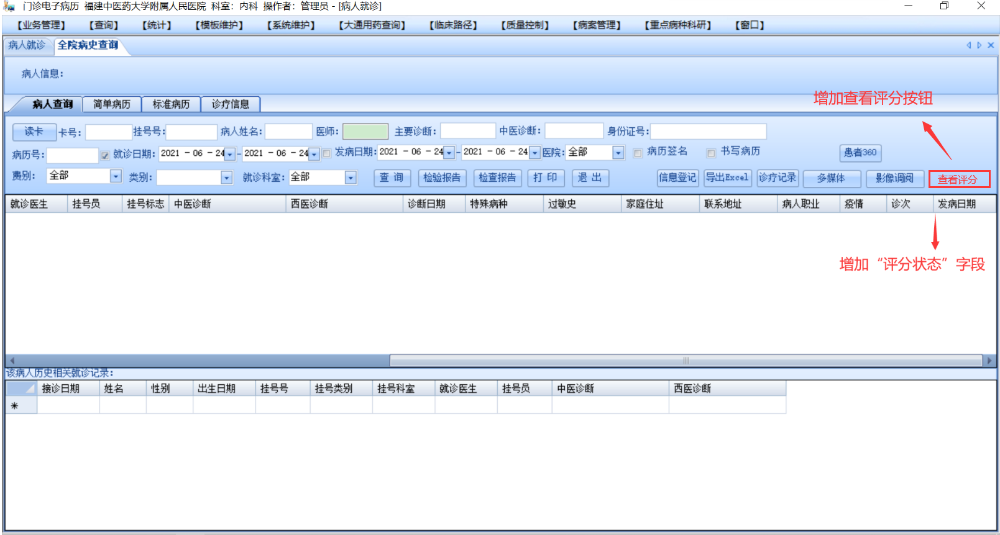 门诊电子病历 福建中医药大学附属人民医院 科室：内科 操作者：管理员 - [病人就诊]
【业务管理】 【查询】 【统计】 【模板维护】 【系统维护】 【大通用药查询】 【临床路径】 【质量控制】 【病案管理】 【重点病种科研】 【窗口】
病人就诊 全院病史查询
病人信息：
增加查看评分按钮
病人查询 简单病历 标准病历 诊疗信息
读卡 卡号： 挂号号： 病人姓名： 医师： 主要诊断： 中医诊断： 身份证号：
病历号： 就诊日期： 2021 - 06 - 24 - 2021 - 06 - 24 发病日期： 2021 - 06 - 24 - 2021 - 06 - 24 医院： 全部 病历签名 书写病历 患者360
费别： 全部 类别： 就诊科室： 全部 查 询 检验报告 检查报告 打 印 退 出 信息登记 导出Excel 诊疗记录 多媒体 影像调阅 查看评分
就诊医生 挂号员 挂号标志 中医诊断 西医诊断 诊断日期 特殊病种 过敏史 家庭住址 联系地址 病人职业 疫情 诊次 发病日期
增加“评分状态”字段
该病人历史相关就诊记录：
接诊日期 姓名 性别 出生日期 挂号号 挂号类别 挂号科室 就诊医生 挂号员 中医诊断 西医诊断